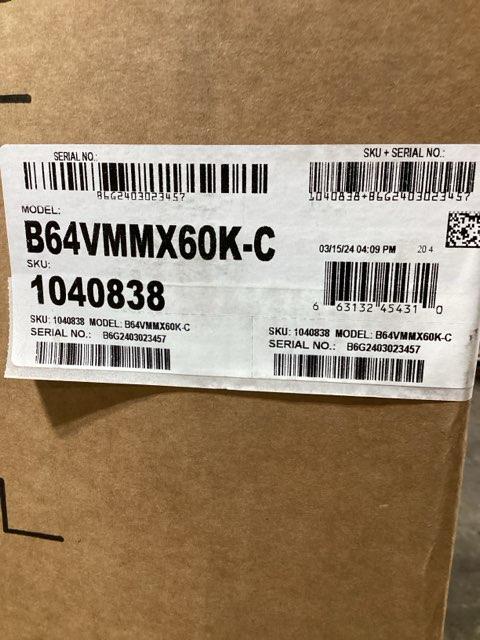 SERIAL NO.:
B6G2403023457
SKU + SERIAL NO.:
1040838+B6G2403023457
MODEL:
B64VMMX60K-C
03/15/24 04:09 PM 20 4
SKU:
1040838
6 63132 45431 0
SKU: 1040838 MODEL: B64VMMX60K-C
SERIAL NO.: B6G2403023457
SKU: 1040838 MODEL: B64VMMX60K-C
SERIAL NO.: B6G2403023457